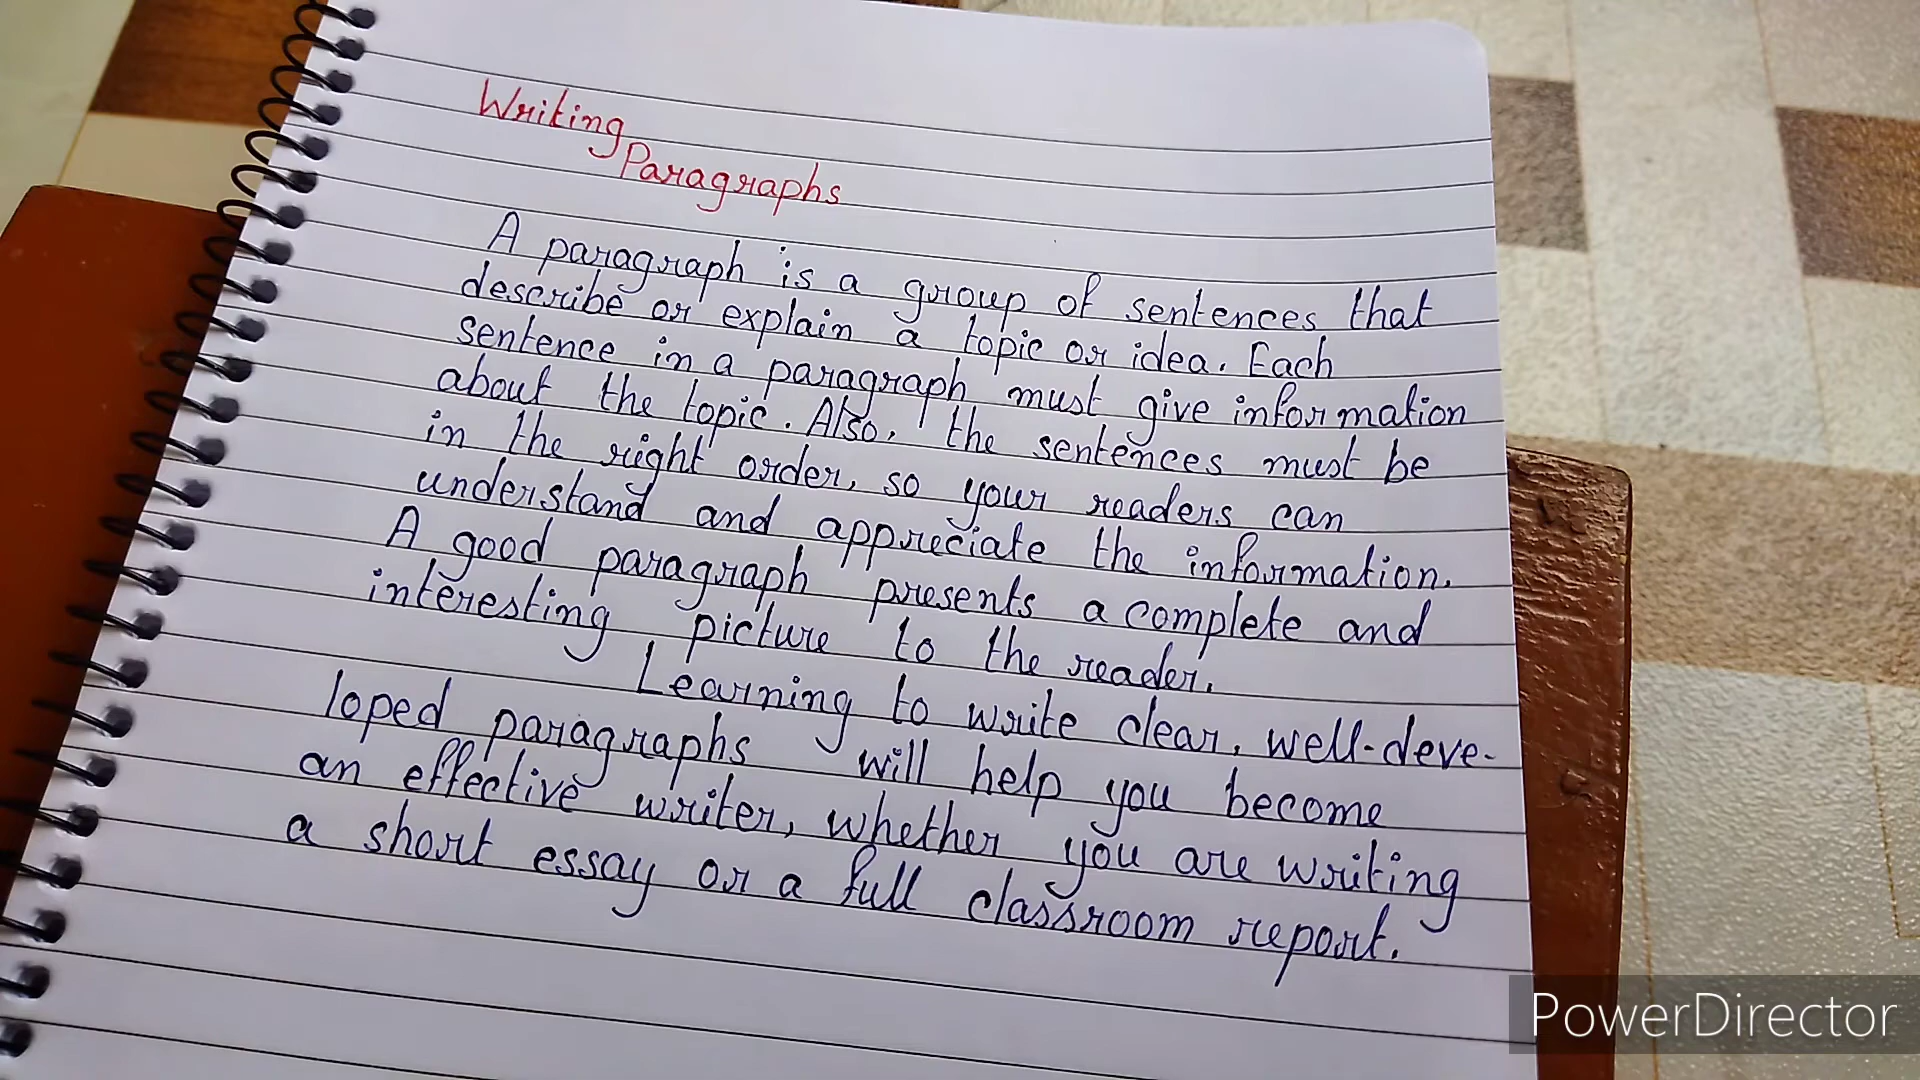 Writing
Paragraphs
A paragraph is a group of sentences that
describe or explain a topic or idea. Each
sentence in a paragraph must give information
about the topic. Also, the sentences must be
in the right order, so your readers can
understand and appreciate the information.
A good paragraph presents a complete and
interesting picture to the reader.
Learning to write clear, well-deve-
loped paragraphs will help you become
an effective writer, whether you are writing
a short essay or a full classroom report.
PowerDirector